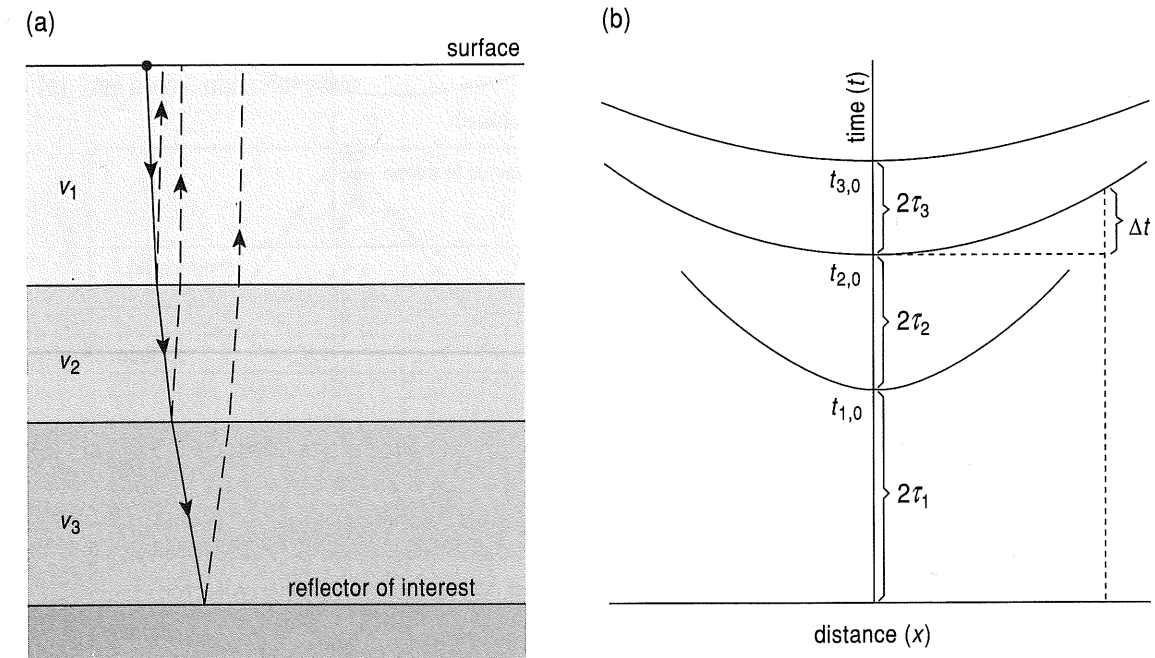 (a)
surface
v₁
v₂
v₃
reflector of interest
(b)
time (t)
t₃,₀
2τ₃
Δt
t₂,₀
2τ₂
t₁,₀
2τ₁
distance (x)